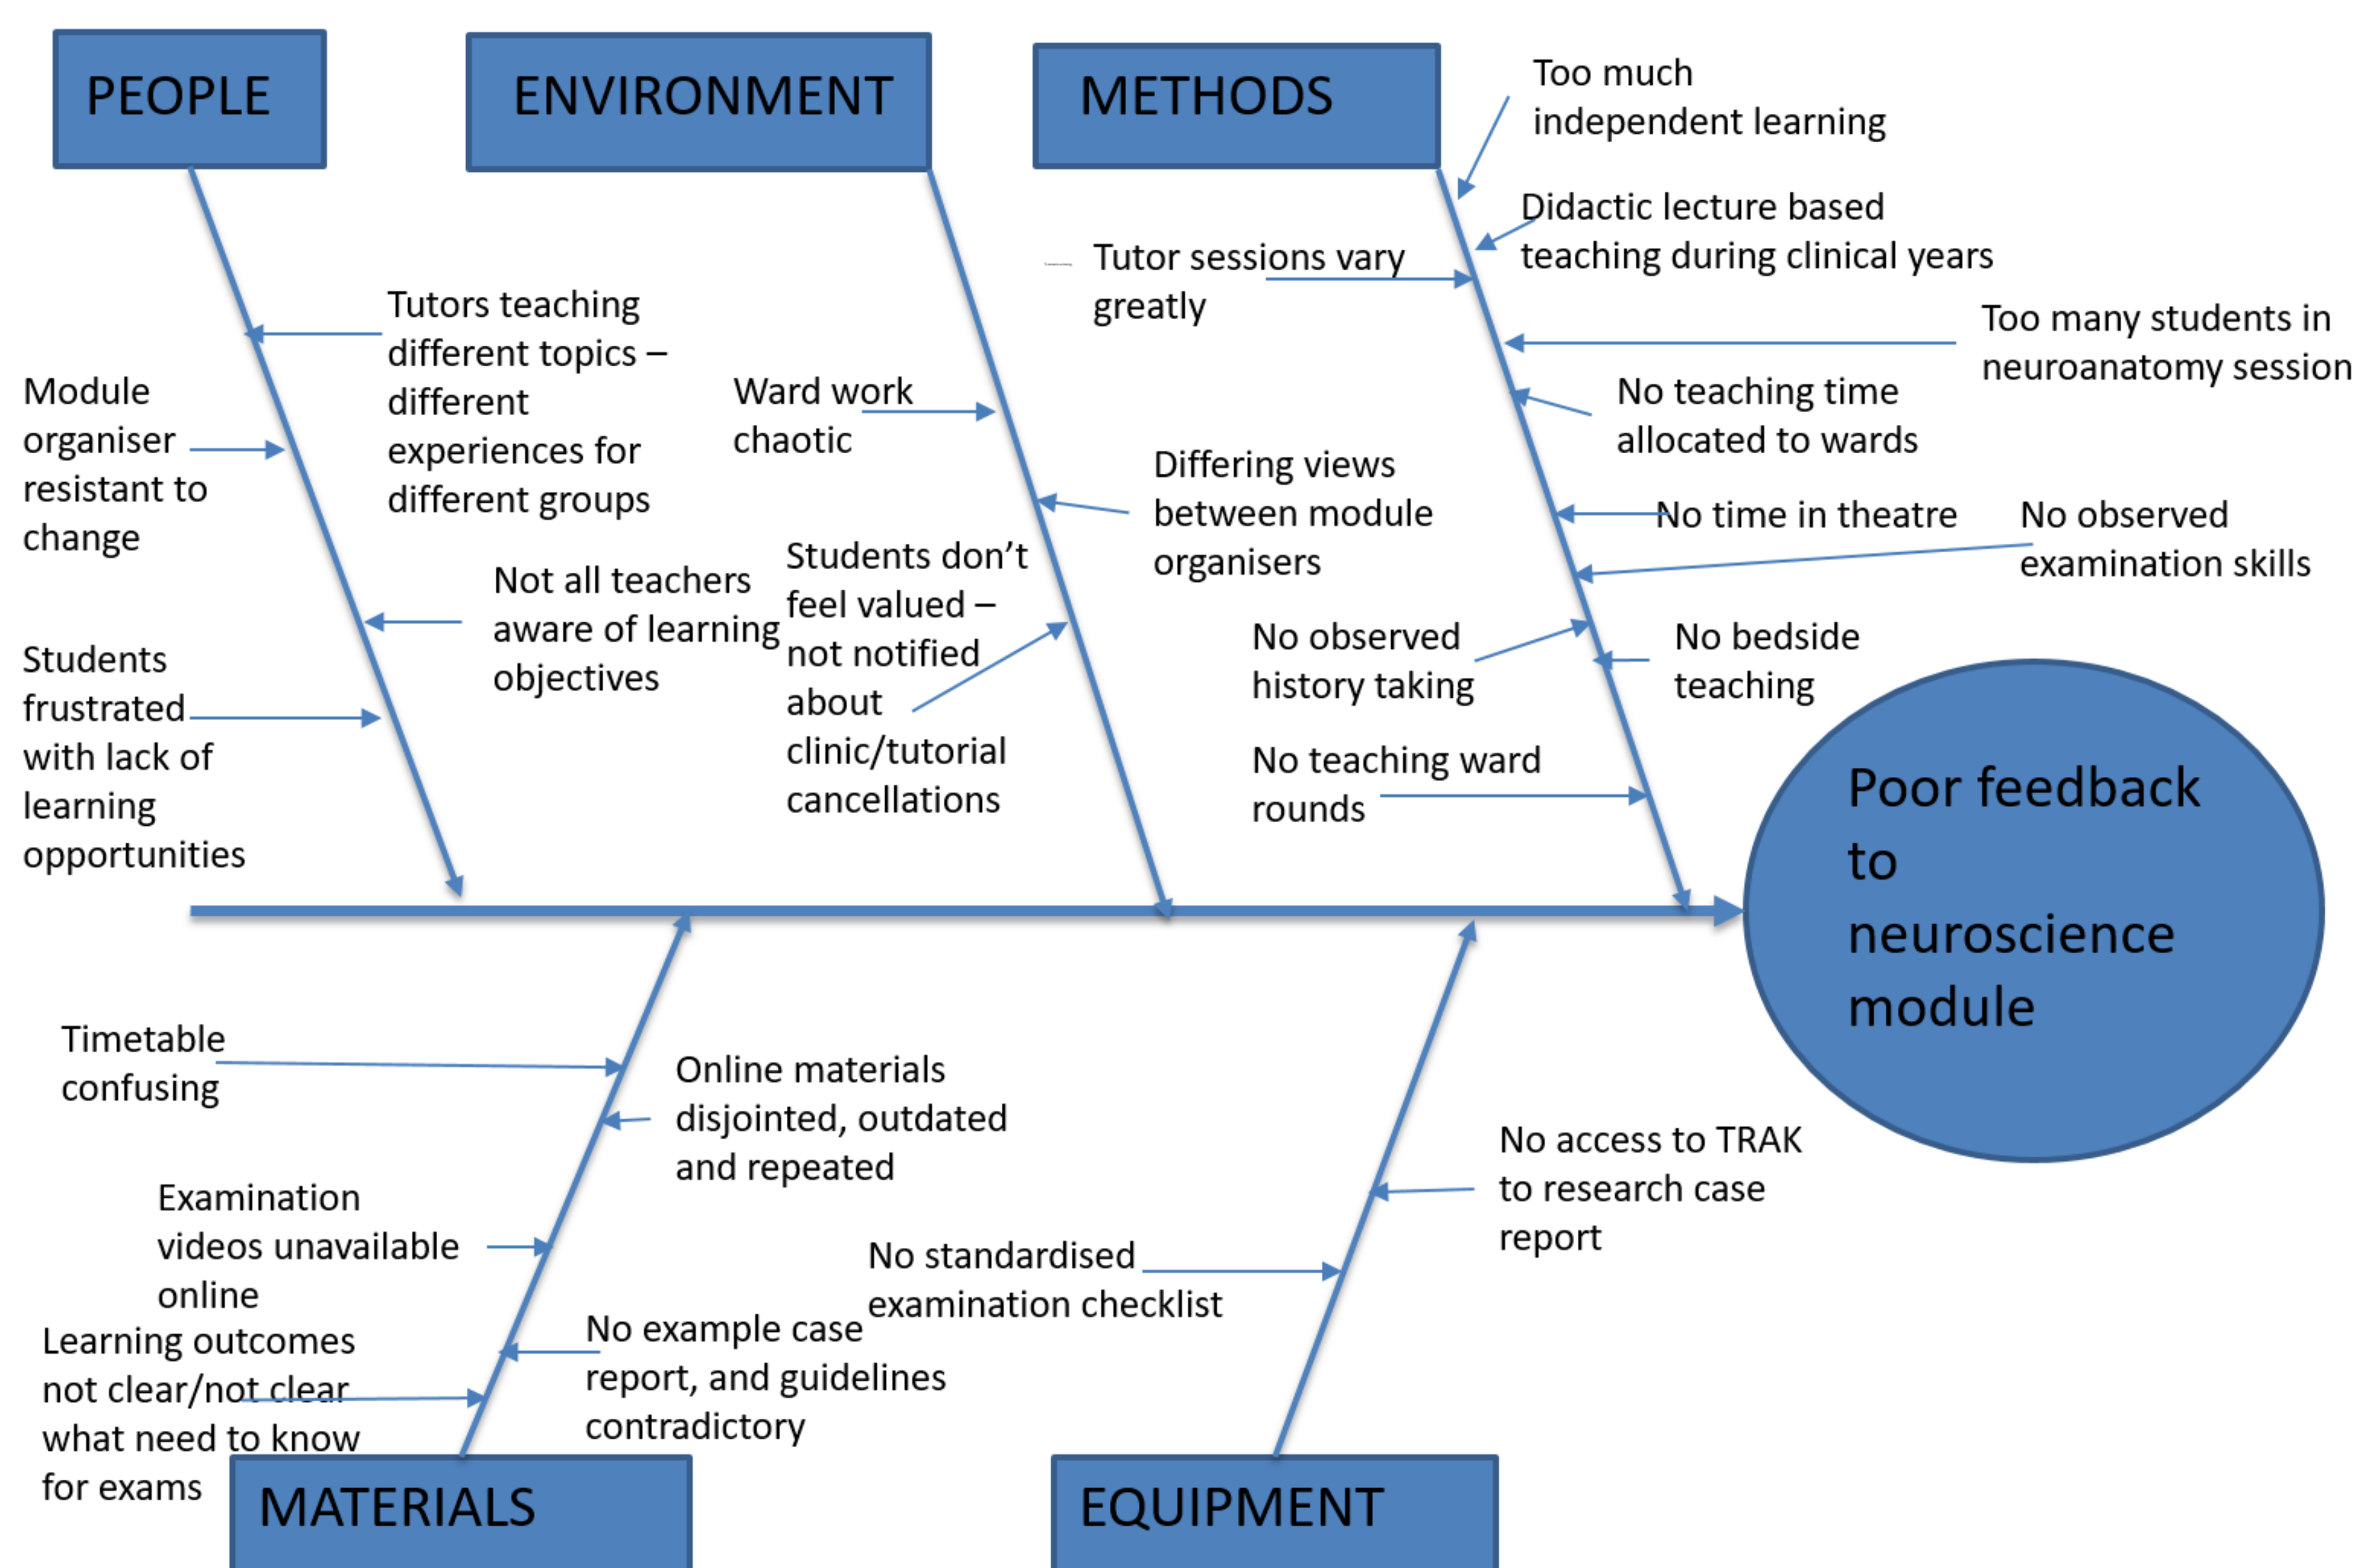 PEOPLE
ENVIRONMENT
METHODS
Too much
independent learning
Didactic lecture based
teaching during clinical years
Tutor sessions vary
greatly
Too many students in
neuroanatomy session
No teaching time
allocated to wards
No time in theatre
No observed
examination skills
No observed
history taking
No bedside
teaching
No teaching ward
rounds
Tutors teaching
different topics –
different
experiences for
different groups
Module
organiser
resistant to
change
Not all teachers
aware of learning
objectives
Students
frustrated
with lack of
learning
opportunities
Ward work
chaotic
Differing views
between module
organisers
Students don’t
feel valued –
not notified
about
clinic/tutorial
cancellations
Poor feedback
to
neuroscience
module
Timetable
confusing
Online materials
disjointed, outdated
and repeated
Examination
videos unavailable
online
No example case
report, and guidelines
contradictory
Learning outcomes
not clear/not clear
what need to know
for exams
No access to TRAK
to research case
report
No standardised
examination checklist
MATERIALS
EQUIPMENT